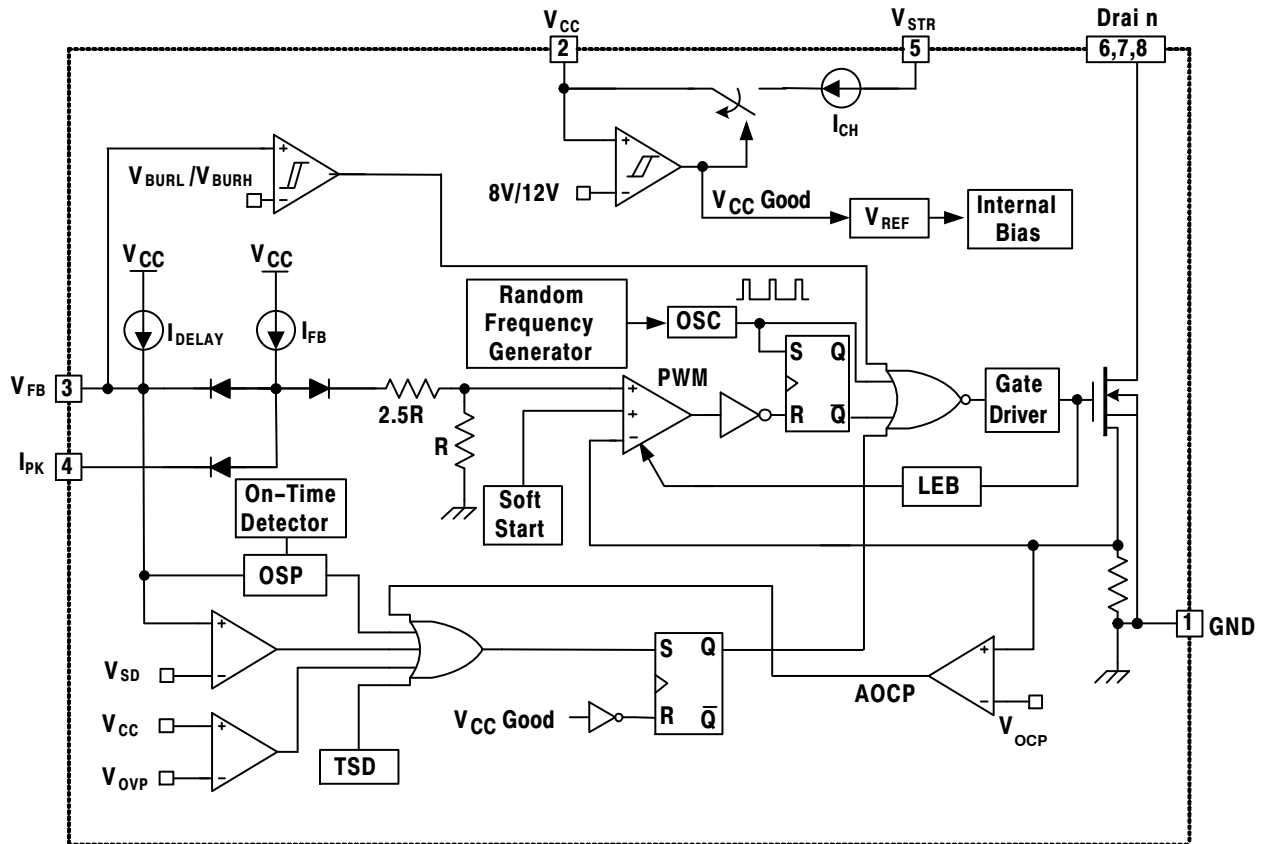 VCC
VSTR
Drai n
2
5
6,7,8
ICH
+
−
VBURL /VBURH
8V/12V
+
−
VCC Good
VREF
Internal
Bias
VCC
VCC
IDELAY
IFB
Random
Frequency
Generator
OSC
S Q
R Q̅
PWM
+
+
−
VFB 3
2.5R
R
Gate
Driver
IPK 4
LEB
On−Time
Detector
Soft
Start
OSP
1 GND
+
−
VSD
S Q
R Q̅
+
−
AOCP
VOCP
VCC
+
VCC Good
VOVP
−
TSD